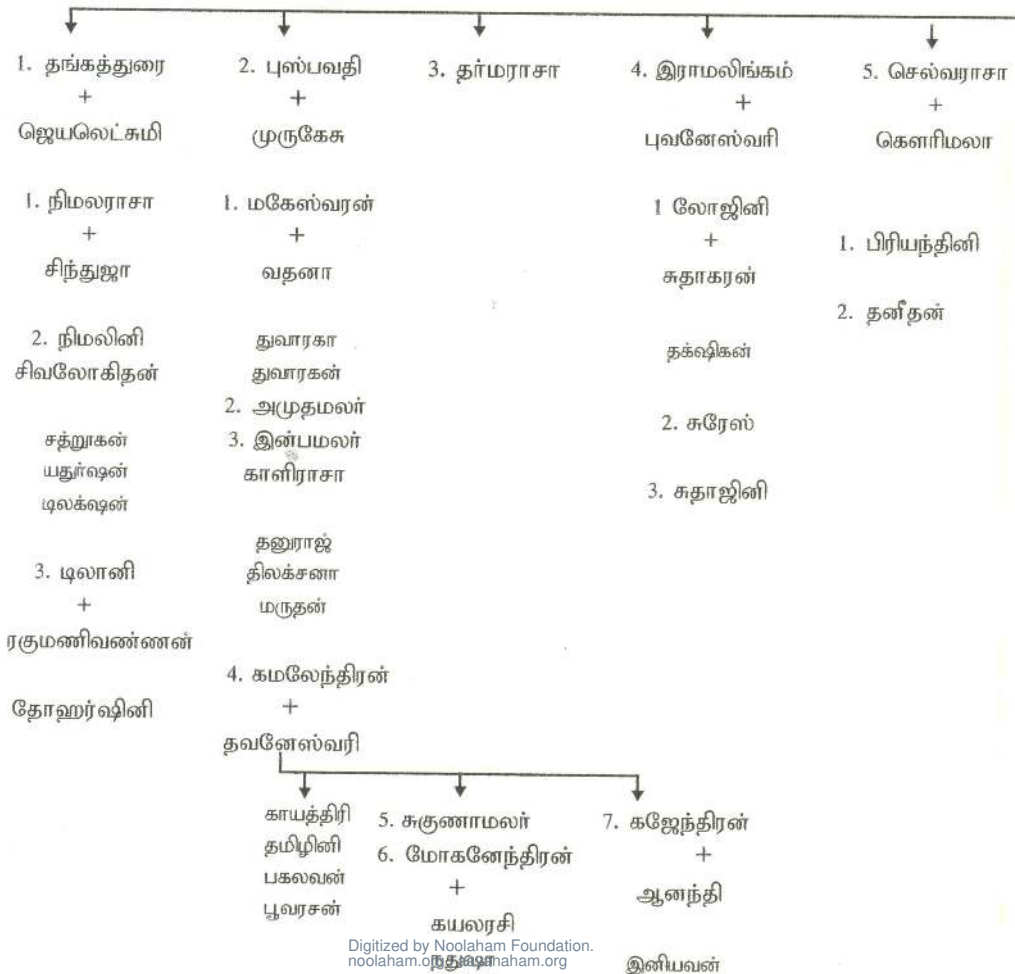 1. தங்கத்துரை
+
ஜெயலெட்சுமி
1. நிமலராசா
+
சிந்துஜா
2. நிமலினி
சிவலோகிதன்
சத்றூகன்
யதுர்ஷன்
டிலக்ஷன்
3. டிலானி
+
ரகுமணிவண்ணன்
தோஹர்ஷினி
2. புஸ்பவதி
+
முருகேசு
1. மகேஸ்வரன்
+
வதனா
துவாரகா
துவாரகன்
2. அமுதமலர்
3. இன்பமலர்
காளிராசா
தனுராஜ்
திலக்சனா
மருதன்
4. கமலேந்திரன்
+
தவனேஸ்வரி
காயத்திரி
தமிழினி
பகலவன்
பூவரசன்
5. சுகுணாமலர்
6. மோகனேந்திரன்
+
கயலரசி
7. கஜேந்திரன்
+
ஆனந்தி
இனியவன்
3. தர்மராசா
4. இராமலிங்கம்
+
புவனேஸ்வரி
1 லோஜினி
+
சுதாகரன்
தக்ஷிகன்
2. சுரேஸ்
3. சுதாஜினி
5. செல்வராசா
+
கௌரிமலா
1. பிரியந்தினி
2. தனீதன்
Digitized by Noolaham Foundation.
noolaham.org